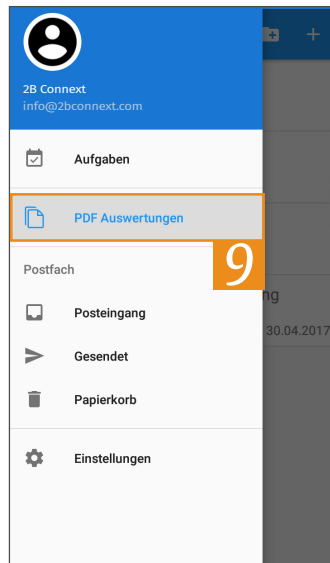 2B Connext
info@2bconnext.com
Aufgaben
PDF Auswertungen
9
Postfach
ng
Posteingang
30.04.2017
Gesendet
Papierkorb
Einstellungen